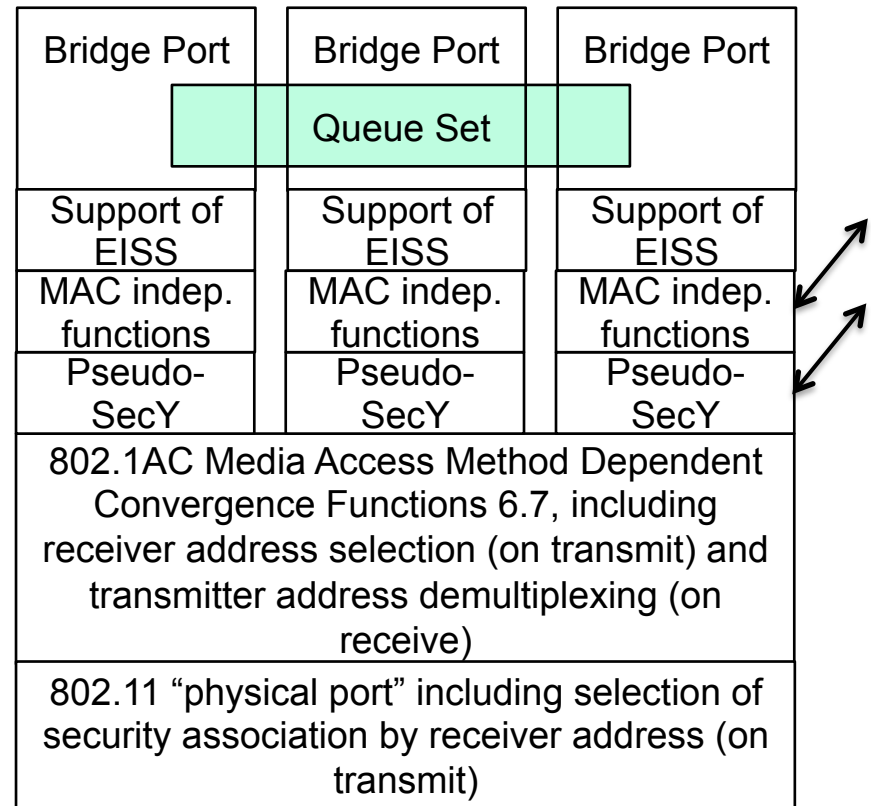 Bridge Port Bridge Port Bridge Port
Queue Set
Support of Support of Support of
EISS EISS EISS
MAC indep. MAC indep. MAC indep.
functions functions functions
Pseudo- Pseudo- Pseudo-
SecY SecY SecY
802.1AC Media Access Method Dependent
Convergence Functions 6.7, including
receiver address selection (on transmit) and
transmitter address demultiplexing (on
receive)
802.11 “physical port” including selection of
security association by receiver address (on
transmit)